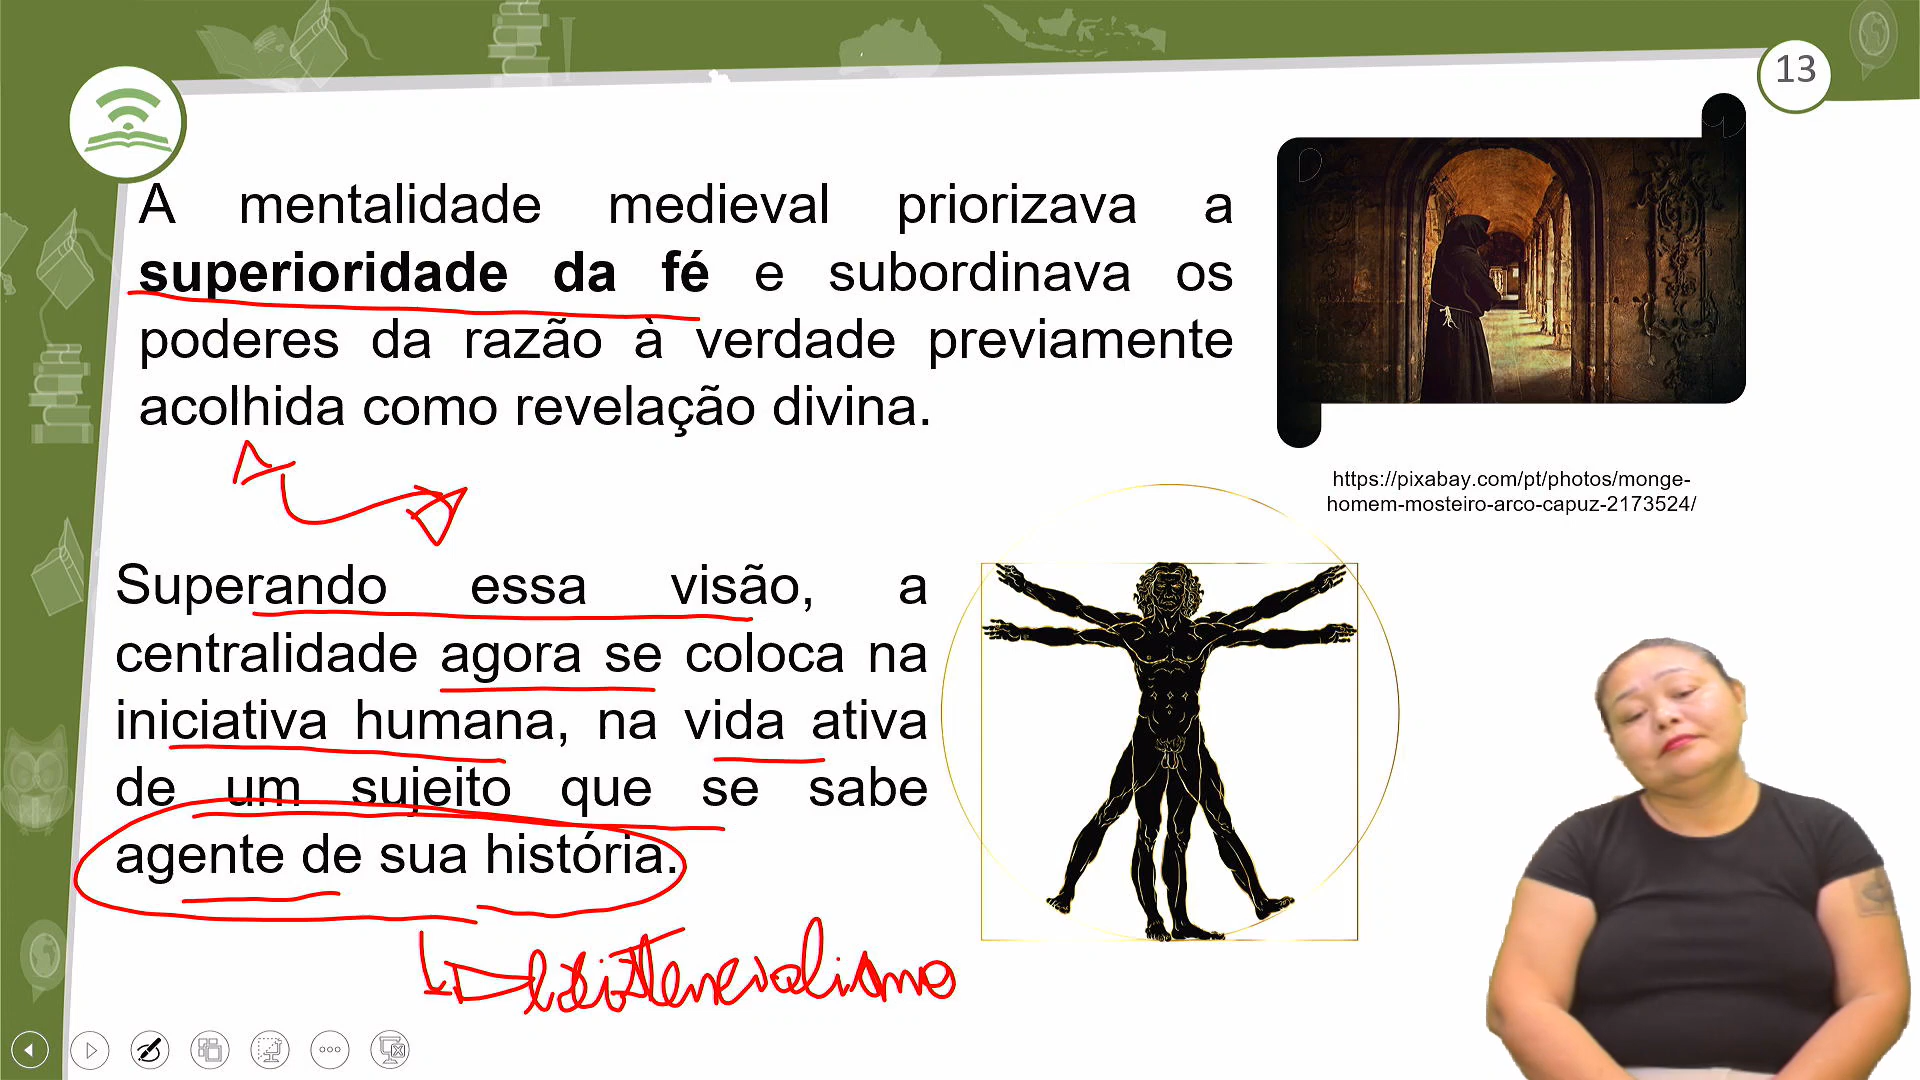 13
A mentalidade medieval priorizava a
superioridade da fé e subordinava os
poderes da razão à verdade previamente
acolhida como revelação divina.
https://pixabay.com/pt/photos/monge-
homem-mosteiro-arco-capuz-2173524/
Superando essa visão, a
centralidade agora se coloca na
iniciativa humana, na vida ativa
de um sujeito que se sabe
agente de sua história.